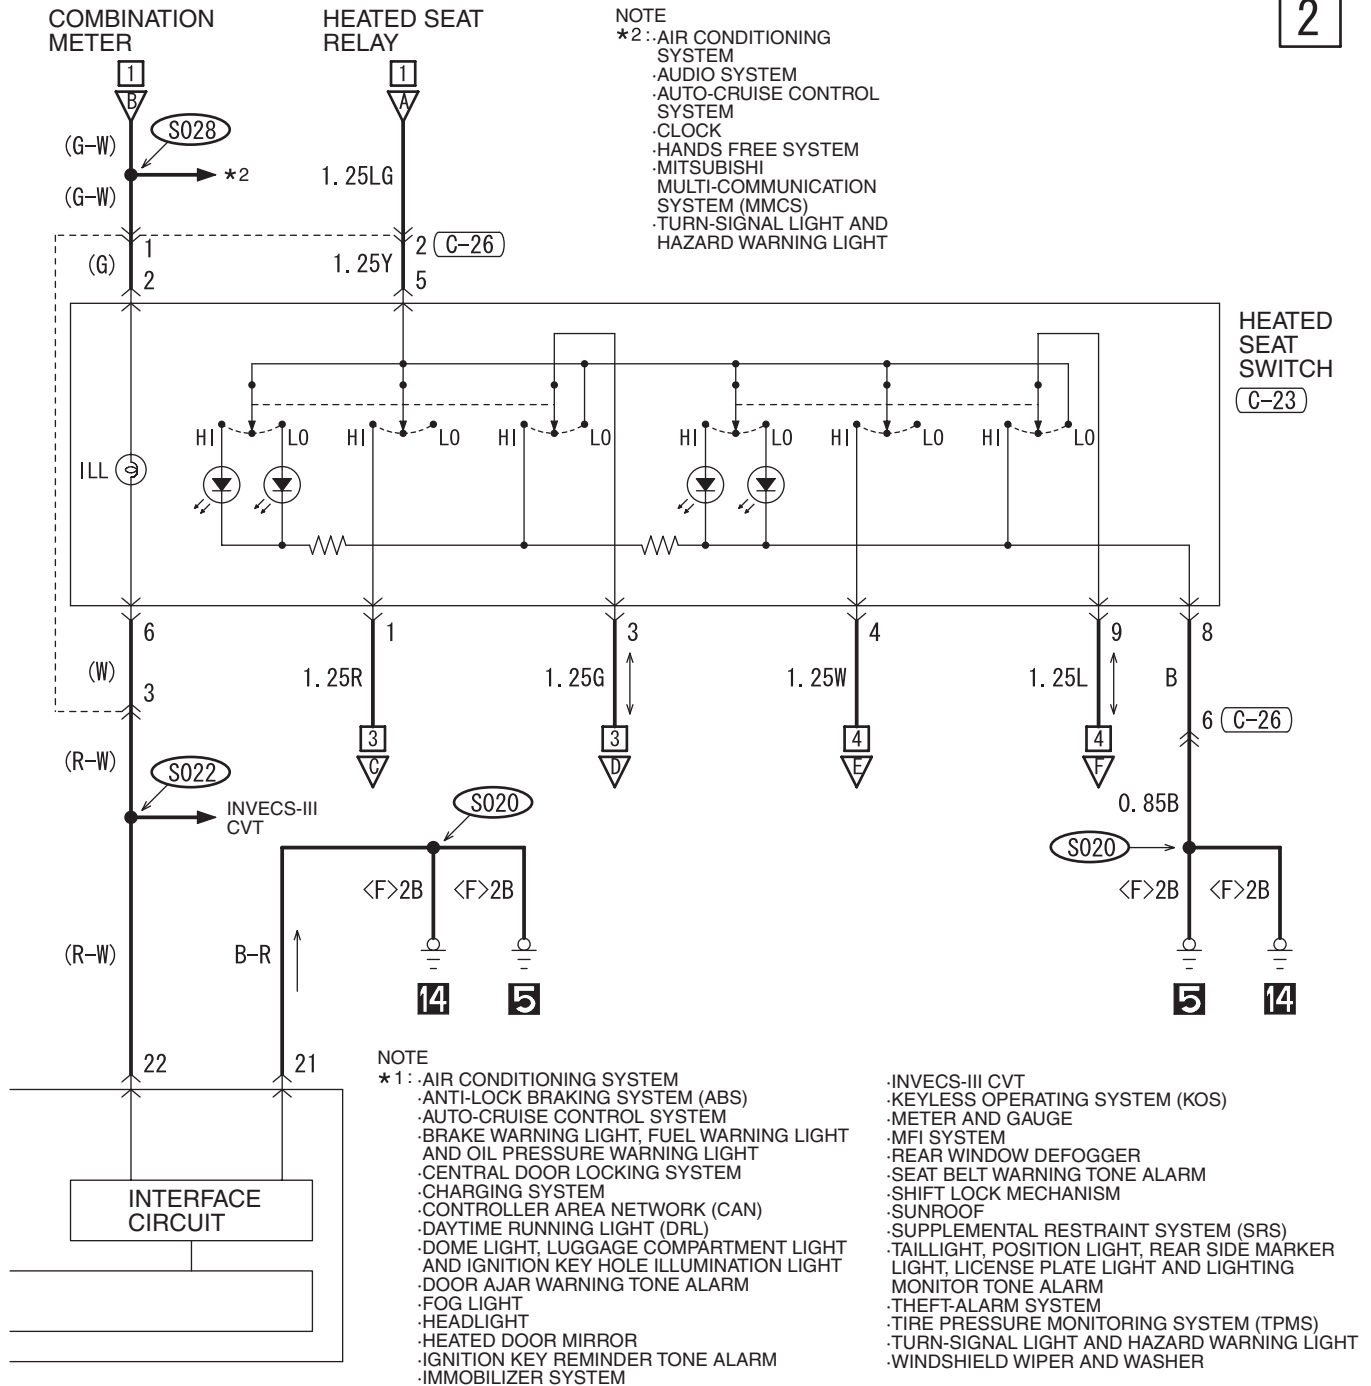 COMBINATION
METER
HEATED SEAT
RELAY
NOTE
*2:·AIR CONDITIONING
SYSTEM
·AUDIO SYSTEM
·AUTO-CRUISE CONTROL
SYSTEM
·CLOCK
·HANDS FREE SYSTEM
·MITSUBISHI
MULTI-COMMUNICATION
SYSTEM (MMCS)
·TURN-SIGNAL LIGHT AND
HAZARD WARNING LIGHT
2
1
B
1
A
S028
(G-W)
*2
(G-W)
1.25LG
1
2 C-26
(G)
1.25Y
2
5
HEATED
SEAT
SWITCH
C-23
HI LO HI LO HI LO HI LO HI LO HI LO
ILL
6 1 3 4 9 8
(W) 1.25R 1.25G 1.25W 1.25L B
3
6 C-26
3 3 4 4
C D E F
(R-W)
S022
INVECS-III
CVT
S020
0.85B
S020
<F>2B <F>2B
<F>2B <F>2B
(R-W)
B-R
14 5
5 14
22 21
INTERFACE
CIRCUIT
NOTE
*1:·AIR CONDITIONING SYSTEM
·ANTI-LOCK BRAKING SYSTEM (ABS)
·AUTO-CRUISE CONTROL SYSTEM
·BRAKE WARNING LIGHT, FUEL WARNING LIGHT
AND OIL PRESSURE WARNING LIGHT
·CENTRAL DOOR LOCKING SYSTEM
·CHARGING SYSTEM
·CONTROLLER AREA NETWORK (CAN)
·DAYTIME RUNNING LIGHT (DRL)
·DOME LIGHT, LUGGAGE COMPARTMENT LIGHT
AND IGNITION KEY HOLE ILLUMINATION LIGHT
·DOOR AJAR WARNING TONE ALARM
·FOG LIGHT
·HEADLIGHT
·HEATED DOOR MIRROR
·IGNITION KEY REMINDER TONE ALARM
·IMMOBILIZER SYSTEM
·INVECS-III CVT
·KEYLESS OPERATING SYSTEM (KOS)
·METER AND GAUGE
·MFI SYSTEM
·REAR WINDOW DEFOGGER
·SEAT BELT WARNING TONE ALARM
·SHIFT LOCK MECHANISM
·SUNROOF
·SUPPLEMENTAL RESTRAINT SYSTEM (SRS)
·TAILLIGHT, POSITION LIGHT, REAR SIDE MARKER
LIGHT, LICENSE PLATE LIGHT AND LIGHTING
MONITOR TONE ALARM
·THEFT-ALARM SYSTEM
·TIRE PRESSURE MONITORING SYSTEM (TPMS)
·TURN-SIGNAL LIGHT AND HAZARD WARNING LIGHT
·WINDSHIELD WIPER AND WASHER